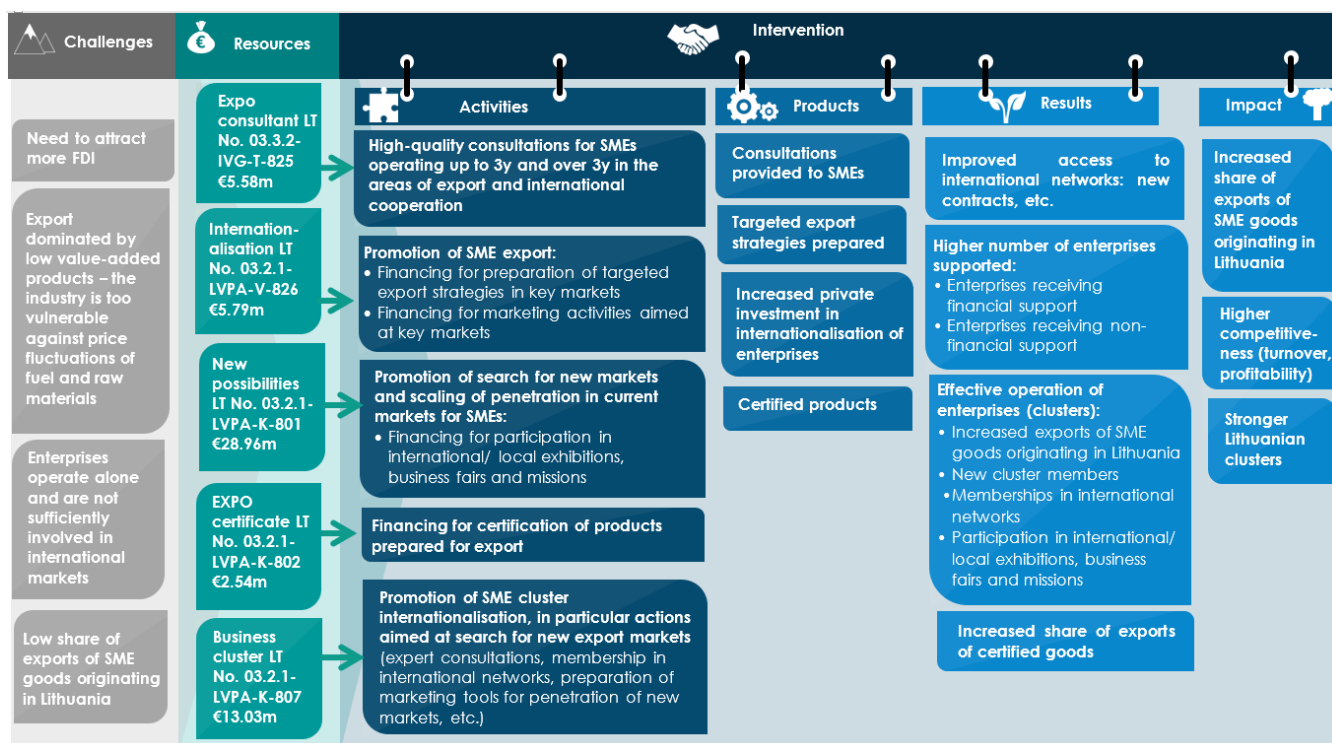 Challenges
Resources
Intervention
Need to attract
more FDI
Export
dominated by
low value-added
products – the
industry is too
vulnerable
against price
fluctuations of
fuel and raw
materials
Enterprises
operate alone
and are not
sufficiently
involved in
international
markets
Low share of
exports of SME
goods originating
in Lithuania
Expo
consultant LT
No. 03.3.2-
IVG-T-825
€5.58m
Internation-
alisation LT
No. 03.2.1-
LVPA-V-826
€5.79m
New
possibilities
LT No. 03.2.1-
LVPA-K-801
€28.96m
EXPO
certificate LT
No. 03.2.1-
LVPA-K-802
€2.54m
Business
cluster LT
No. 03.2.1-
LVPA-K-807
€13.03m
Activities
High-quality consultations for SMEs
operating up to 3y and over 3y in the
areas of export and international
cooperation
Promotion of SME export:
• Financing for preparation of targeted
export strategies in key markets
• Financing for marketing activities aimed
at key markets
Promotion of search for new markets
and scaling of penetration in current
markets for SMEs:
• Financing for participation in
international/ local exhibitions,
business fairs and missions
Financing for certification of products
prepared for export
Promotion of SME cluster
internationalisation, in particular actions
aimed at search for new export markets
(expert consultations, membership in
international networks, preparation of
marketing tools for penetration of new
markets, etc.)
Products
Consultations
provided to SMEs
Targeted export
strategies prepared
Increased private
investment in
internationalisation of
enterprises
Certified products
Results
Improved access to
international networks: new
contracts, etc.
Higher number of enterprises
supported:
• Enterprises receiving
financial support
• Enterprises receiving non-
financial support
Effective operation of
enterprises (clusters):
• Increased exports of SME
goods originating in Lithuania
• New cluster members
• Memberships in international
networks
• Participation in international/
local exhibitions, business
fairs and missions
Increased share of exports
of certified goods
Impact
Increased
share of
exports of
SME goods
originating in
Lithuania
Higher
competitive-
ness (turnover,
profitability)
Stronger
Lithuanian
clusters